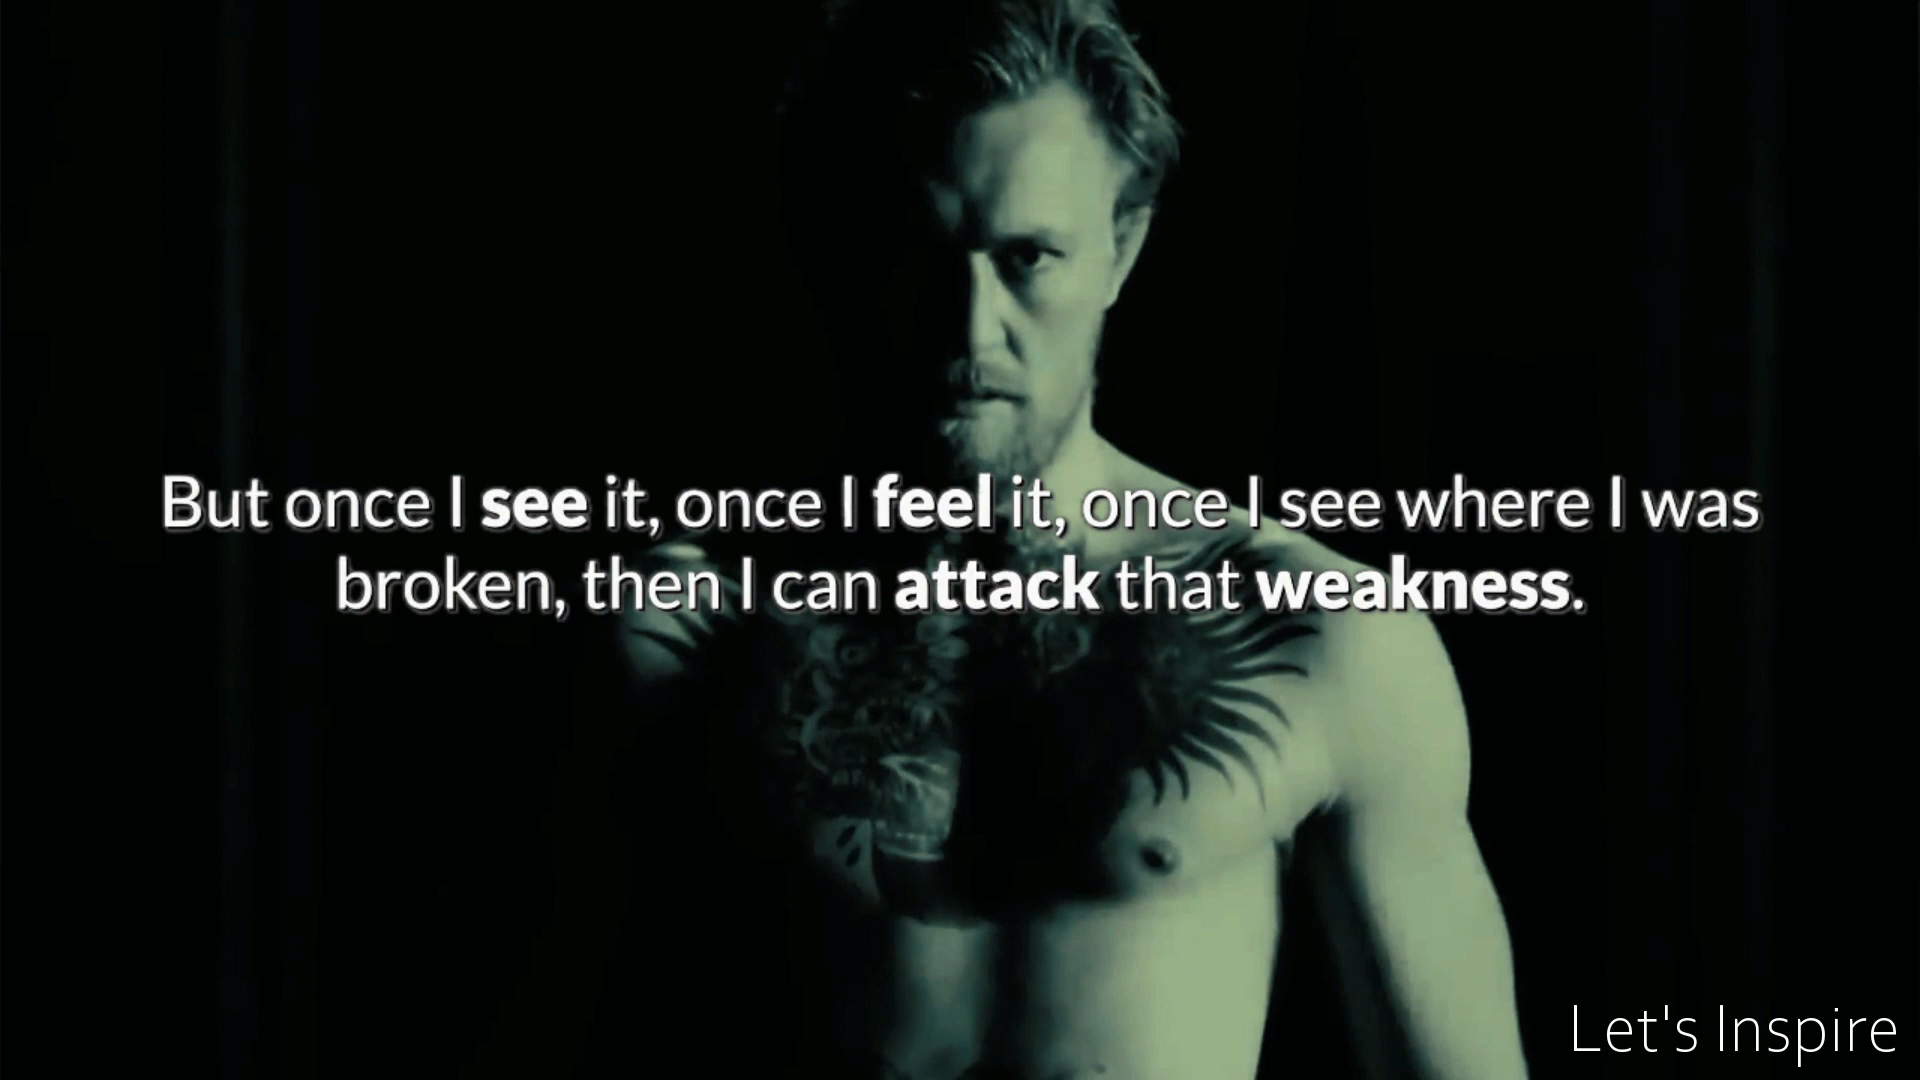 But once I see it, once I feel it, once I see where I was
broken, then I can attack that weakness.
Let's Inspire